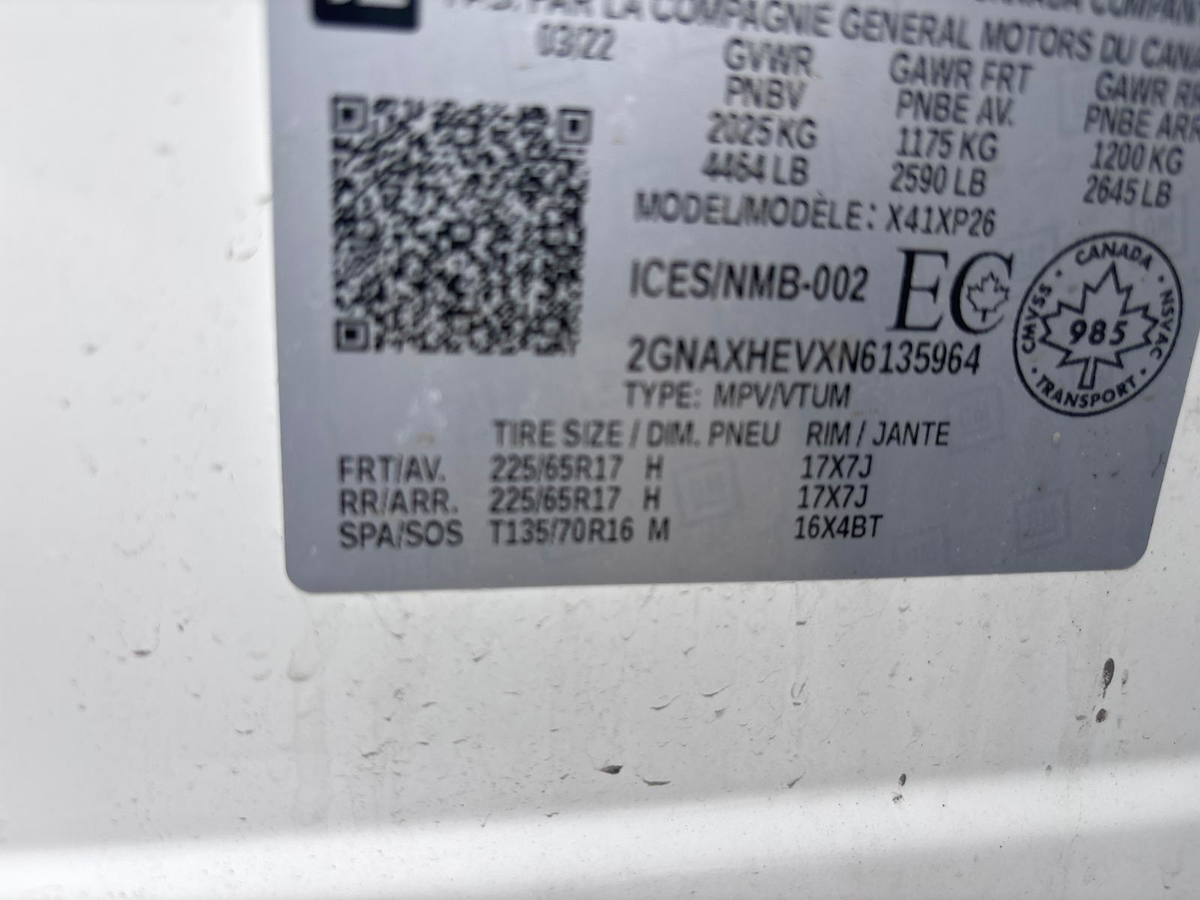 PAR LA COMPAGNIE GENERAL MOTORS DU CANA
03/22
GVWR GAWR FRT GAWR R
PNBV PNBE AV. PNBE ARR
2025 KG 1175 KG 1200 KG
4464 LB 2590 LB 2645 LB
MODEL/MODÈLE: X41XP26
ICES/NMB-002 EC
2GNAXHEVXN6135964
CANADA
CMVSS 985 NSVAC
TRANSPORT
TYPE: MPV/VTUM
TIRE SIZE / DIM. PNEU RIM / JANTE
FRT/AV. 225/65R17 H 17X7J
RR/ARR. 225/65R17 H 17X7J
SPA/SOS T135/70R16 M 16X4BT